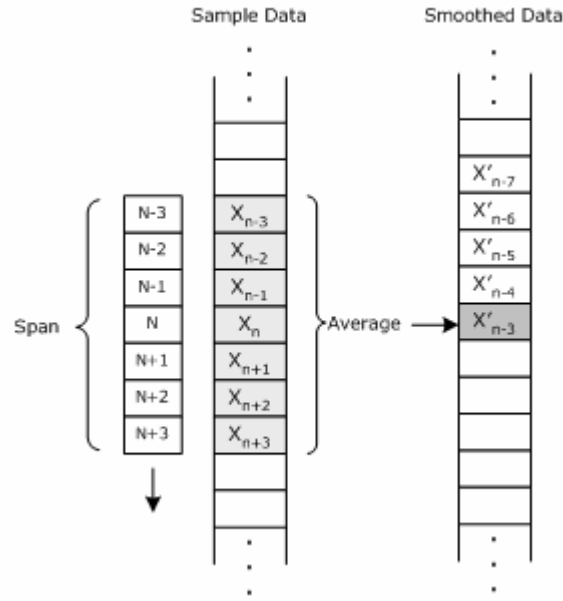 Sample Data
Smoothed Data
N-3
N-2
N-1
N
N+1
N+2
N+3
Span
Xn-3
Xn-2
Xn-1
Xn
Xn+1
Xn+2
Xn+3
Average
X′n-7
X′n-6
X′n-5
X′n-4
X′n-3